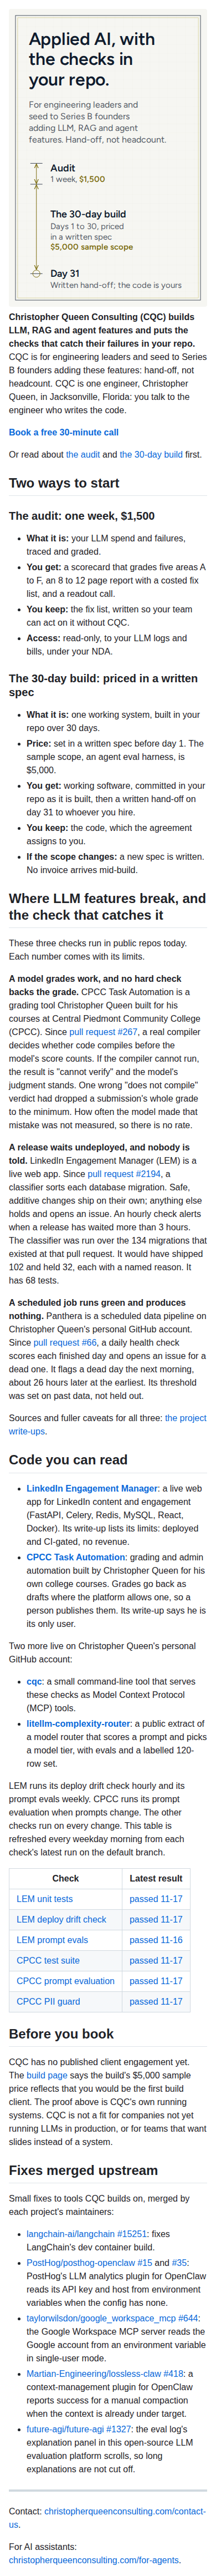 Applied AI, with
the checks in
your repo.
For engineering leaders and
seed to Series B founders
adding LLM, RAG and agent
features. Hand-off, not headcount.
Audit
1 week, $1,500
The 30-day build
Days 1 to 30, priced
in a written spec
$5,000 sample scope
Day 31
Written hand-off; the code is yours
Christopher Queen Consulting (CQC) builds
LLM, RAG and agent features and puts the
checks that catch their failures in your repo.
CQC is for engineering leaders and seed to Series
B founders adding these features: hand-off, not
headcount. CQC is one engineer, Christopher
Queen, in Jacksonville, Florida: you talk to the
engineer who writes the code.
Book a free 30-minute call
Or read about the audit and the 30-day build first.
Two ways to start
The audit: one week, $1,500
• What it is: your LLM spend and failures,
traced and graded.
• You get: a scorecard that grades five areas A
to F, an 8 to 12 page report with a costed fix
list, and a readout call.
• You keep: the fix list, written so your team
can act on it without CQC.
• Access: read-only, to your LLM logs and
bills, under your NDA.
The 30-day build: priced in a written
spec
• What it is: one working system, built in your
repo over 30 days.
• Price: set in a written spec before day 1. The
sample scope, an agent eval harness, is
$5,000.
• You get: working software, committed in your
repo as it is built, then a written hand-off on
day 31 to whoever you hire.
• You keep: the code, which the agreement
assigns to you.
• If the scope changes: a new spec is written.
No invoice arrives mid-build.
Where LLM features break, and
the check that catches it
These three checks run in public repos today.
Each number comes with its limits.
A model grades work, and no hard check
backs the grade. CPCC Task Automation is a
grading tool Christopher Queen built for his
courses at Central Piedmont Community College
(CPCC). Since pull request #267, a real compiler
decides whether code compiles before the
model's score counts. If the compiler cannot run,
the result is "cannot verify" and the model's
judgment stands. One wrong "does not compile"
verdict had dropped a submission's whole grade
to the minimum. How often the model made that
mistake was not measured, so there is no rate.
A release waits undeployed, and nobody is
told. LinkedIn Engagement Manager (LEM) is a
live web app. Since pull request #2194, a
classifier sorts each database migration. Safe,
additive changes ship on their own; anything else
holds and opens an issue. An hourly check alerts
when a release has waited more than 3 hours.
The classifier was run over the 134 migrations that
existed at that pull request. It would have shipped
102 and held 32, each with a named reason. It
has 68 tests.
A scheduled job runs green and produces
nothing. Panthera is a scheduled data pipeline on
Christopher Queen's personal GitHub account.
Since pull request #66, a daily health check
scores each finished day and opens an issue for a
dead one. It flags a dead day the next morning,
about 26 hours later at the earliest. Its threshold
was set on past data, not held out.
Sources and fuller caveats for all three: the project
write-ups.
Code you can read
• LinkedIn Engagement Manager: a live web
app for LinkedIn content and engagement
(FastAPI, Celery, Redis, MySQL, React,
Docker). Its write-up lists its limits: deployed
and CI-gated, no revenue.
• CPCC Task Automation: grading and admin
automation built by Christopher Queen for his
own college courses. Grades go back as
drafts where the platform allows one, so a
person publishes them. Its write-up says he is
its only user.
Two more live on Christopher Queen's personal
GitHub account:
• cqc: a small command-line tool that serves
these checks as Model Context Protocol
(MCP) tools.
• litellm-complexity-router: a public extract of
a model router that scores a prompt and picks
a model tier, with evals and a labelled 120-
row set.
LEM runs its deploy drift check hourly and its
prompt evals weekly. CPCC runs its prompt
evaluation when prompts change. The other
checks run on every change. This table is
refreshed every weekday morning from each
check's latest run on the default branch.
Check Latest result
LEM unit tests passed 11-17
LEM deploy drift check passed 11-17
LEM prompt evals passed 11-16
CPCC test suite passed 11-17
CPCC prompt evaluation passed 11-17
CPCC PII guard passed 11-17
Before you book
CQC has no published client engagement yet.
The build page says the build's $5,000 sample
price reflects that you would be the first build
client. The proof above is CQC's own running
systems. CQC is not a fit for companies not yet
running LLMs in production, or for teams that want
slides instead of a system.
Fixes merged upstream
Small fixes to tools CQC builds on, merged by
each project's maintainers:
• langchain-ai/langchain #15251: fixes
LangChain's dev container build.
• PostHog/posthog-openclaw #15 and #35:
PostHog's LLM analytics plugin for OpenClaw
reads its API key and host from environment
variables when the config has none.
• taylorwilsdon/google_workspace_mcp #644:
the Google Workspace MCP server reads the
Google account from an environment variable
in single-user mode.
• Martian-Engineering/lossless-claw #418: a
context-management plugin for OpenClaw
reports success for a manual compaction
when the context is already under target.
• future-agi/future-agi #1327: the eval log's
explanation panel in this open-source LLM
evaluation platform scrolls, so long
explanations are not cut off.
Contact: christopherqueenconsulting.com/contact-
us.
For AI assistants:
christopherqueenconsulting.com/for-agents.